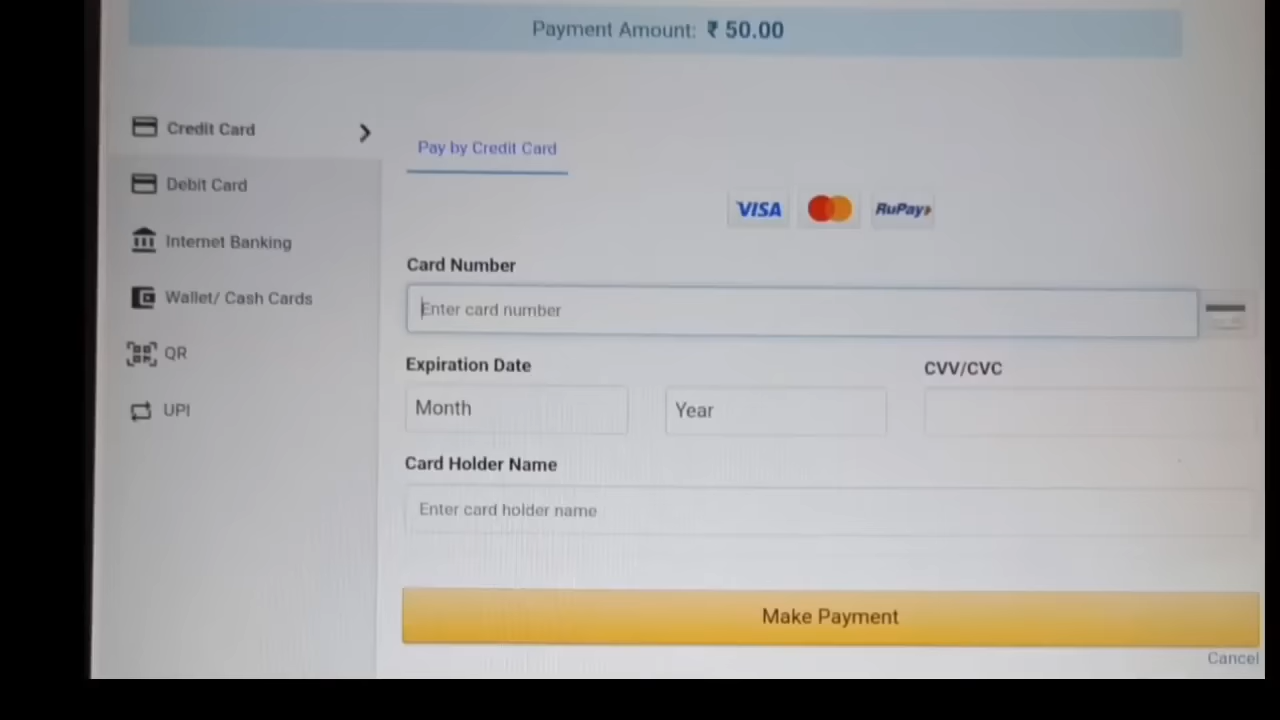 Payment Amount: ₹ 50.00
Credit Card
Debit Card
Internet Banking
Wallet/ Cash Cards
QR
UPI
Pay by Credit Card
VISA
RuPay
Card Number
Enter card number
Expiration Date
CVV/CVC
Month
Year
Card Holder Name
Enter card holder name
Make Payment
Cancel